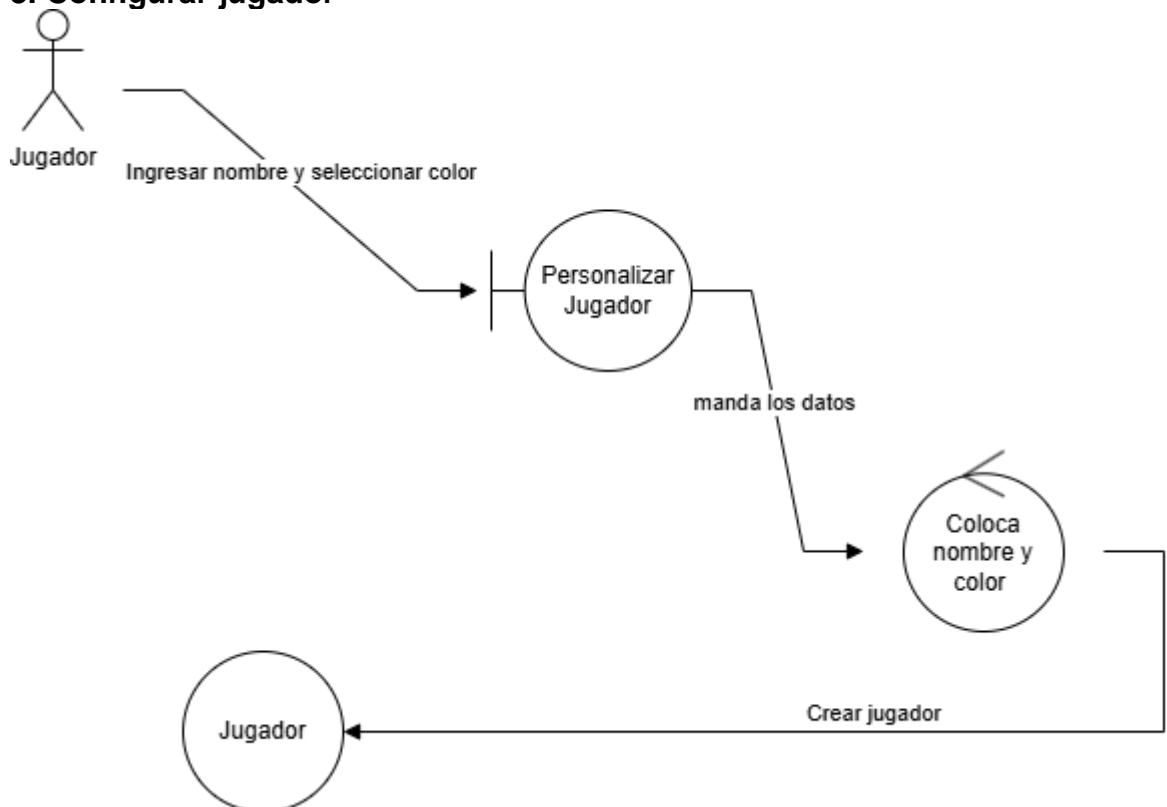 Configurar jugador
Jugador
Ingresar nombre y seleccionar color
Personalizar
Jugador
manda los datos
Coloca
nombre y
color
Crear jugador
Jugador